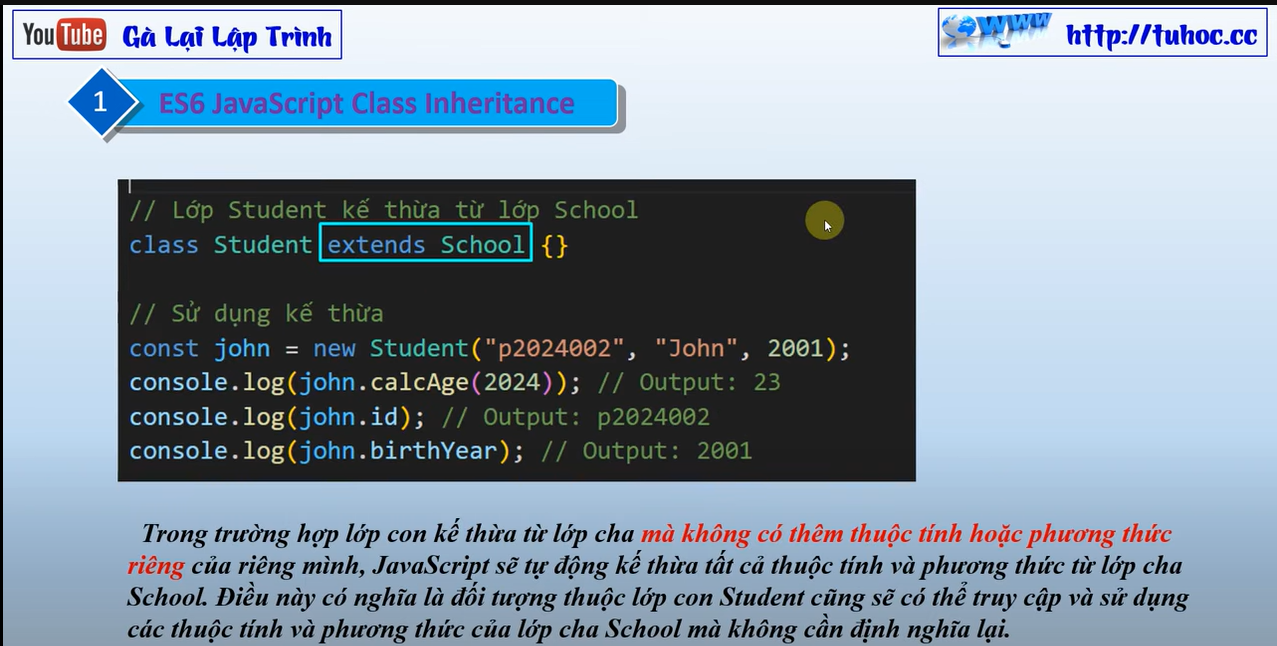 YouTube Gà Lại Lập Trình
WWW http://tuhoc.cc
1 ES6 JavaScript Class Inheritance
// Lớp Student kế thừa từ lớp School
class Student extends School {}
// Sử dụng kế thừa
const john = new Student("p2024002", "John", 2001);
console.log(john.calcAge(2024)); // Output: 23
console.log(john.id); // Output: p2024002
console.log(john.birthYear); // Output: 2001
Trong trường hợp lớp con kế thừa từ lớp cha mà không có thêm thuộc tính hoặc phương thức
riêng của riêng mình, JavaScript sẽ tự động kế thừa tất cả thuộc tính và phương thức từ lớp cha
School. Điều này có nghĩa là đối tượng thuộc lớp con Student cũng sẽ có thể truy cập và sử dụng
các thuộc tính và phương thức của lớp cha School mà không cần định nghĩa lại.